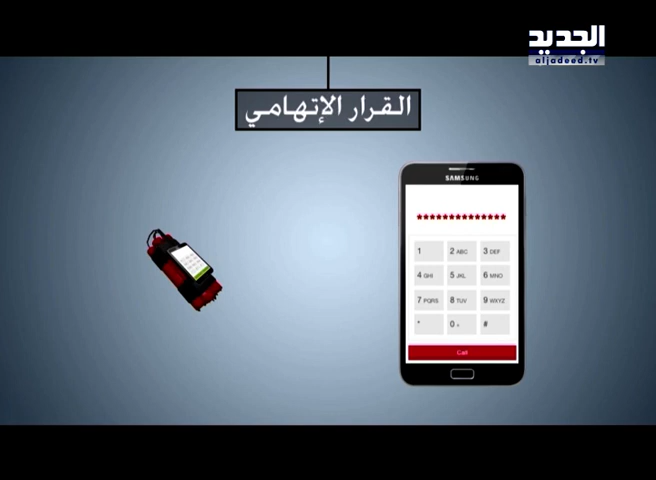 الجديد
aljadeed.tv
القرار الإتهامي
SAMSUNG
**************
1
2 ABC
3 DEF
4 GHI
5 JKL
6 MNO
7 PQRS
8 TUV
9 WXYZ
*
0 +
#
Call